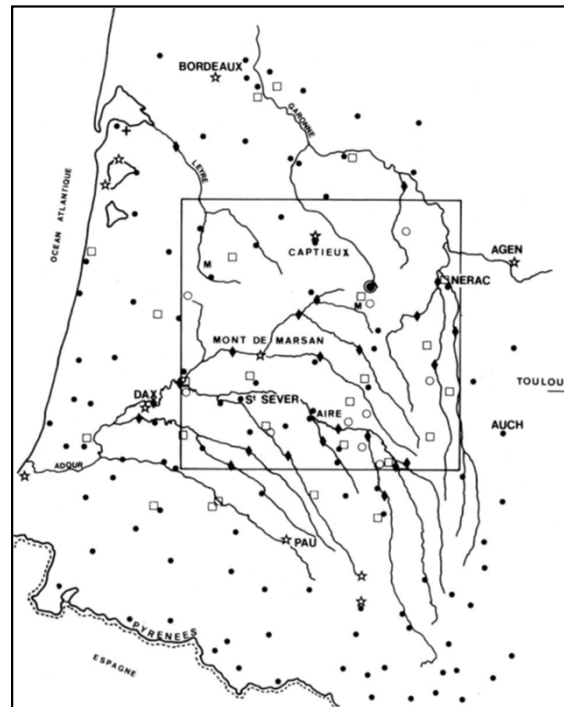 BORDEAUX
GARONNE
LEYRE
OCEAN ATLANTIQUE
CAPTIEUX
AGEN
M
NERAC
M
MONT DE MARSAN
TOULOU
DAX
St SEVER
AIRE
AUCH
ADOUR
PAU
PYRENEES
ESPAGNE